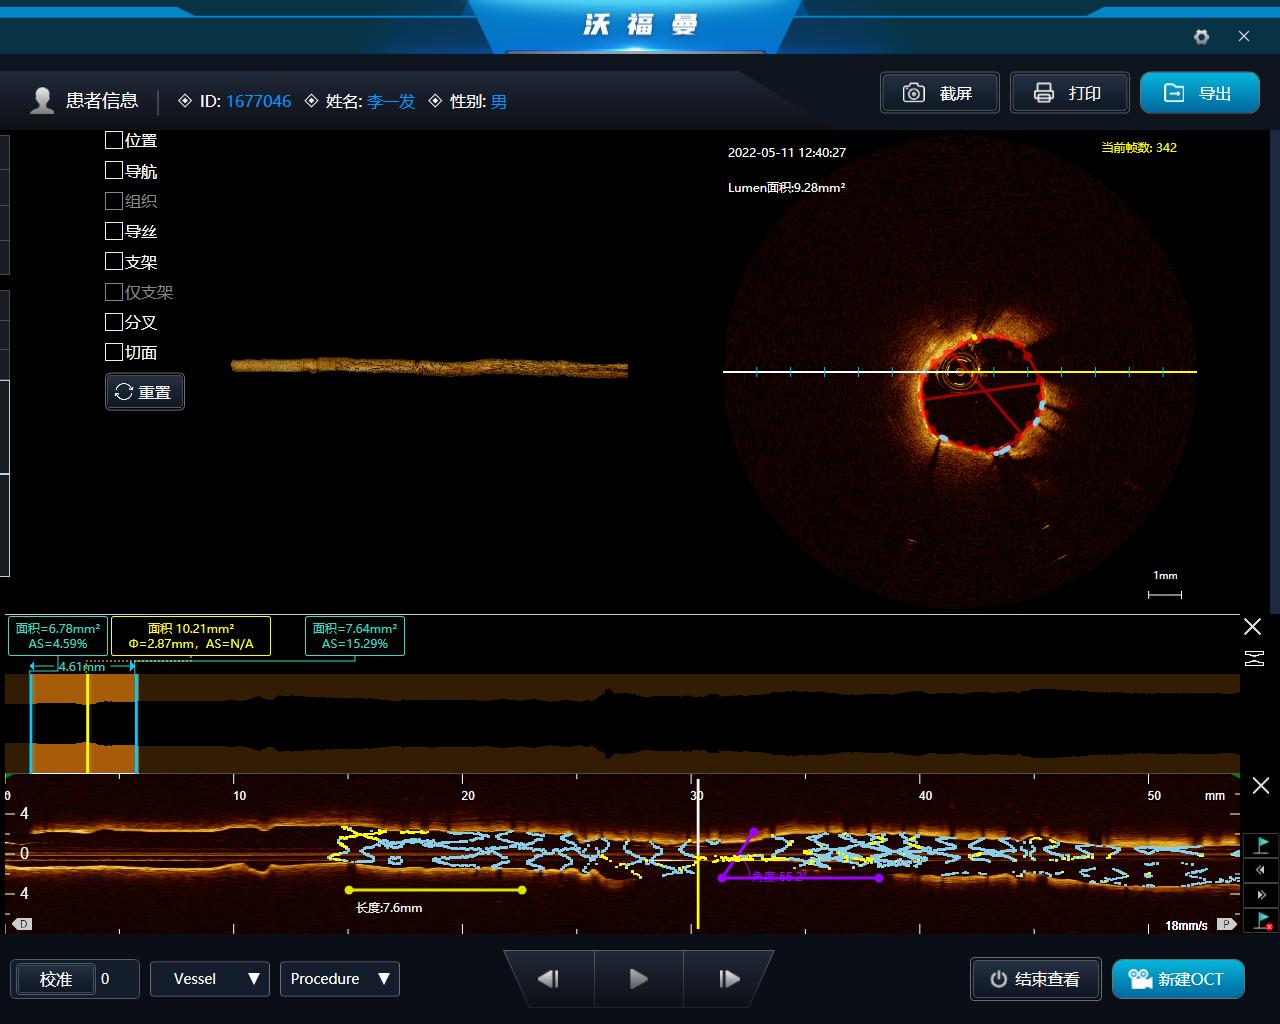 沃福曼
患者信息
ID: 1677046
姓名: 李一发
性别: 男
截屏
打印
导出
位置
导航
组织
导丝
支架
仅支架
分叉
切面
重置
2022-05-11 12:40:27
当前帧数: 342
Lumen面积:9.28mm²
1mm
面积=6.78mm²
AS=4.59%
面积 10.21mm²
Φ=2.87mm，AS=N/A
面积=7.64mm²
AS=15.29%
4.61mm
0
10
20
30
40
50
mm
4
0
4
角度:55.2°
长度:7.6mm
18mm/s
D
P
校准
0
Vessel
Procedure
结束查看
新建OCT